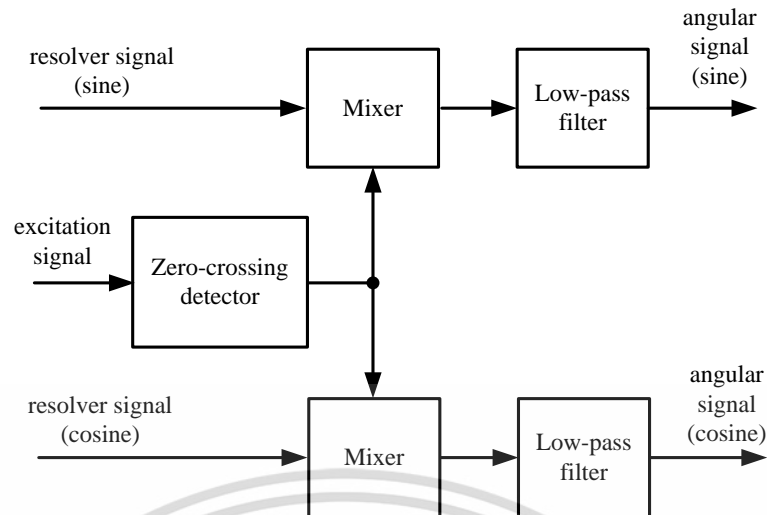 resolver signal
(sine)
Mixer
Low-pass
filter
angular
signal
(sine)
excitation
signal
Zero-crossing
detector
resolver signal
(cosine)
Mixer
Low-pass
filter
angular
signal
(cosine)